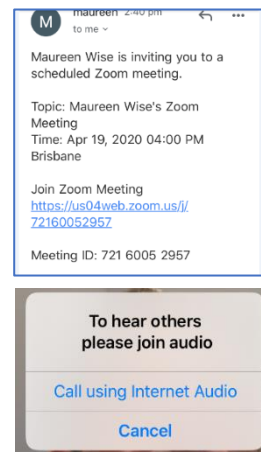 M
maureen 2:40 pm
to me
Maureen Wise is inviting you to a
scheduled Zoom meeting.
Topic: Maureen Wise's Zoom
Meeting
Time: Apr 19, 2020 04:00 PM
Brisbane
Join Zoom Meeting
https://us04web.zoom.us/j/
72160052957
Meeting ID: 721 6005 2957
To hear others
please join audio
Call using Internet Audio
Cancel